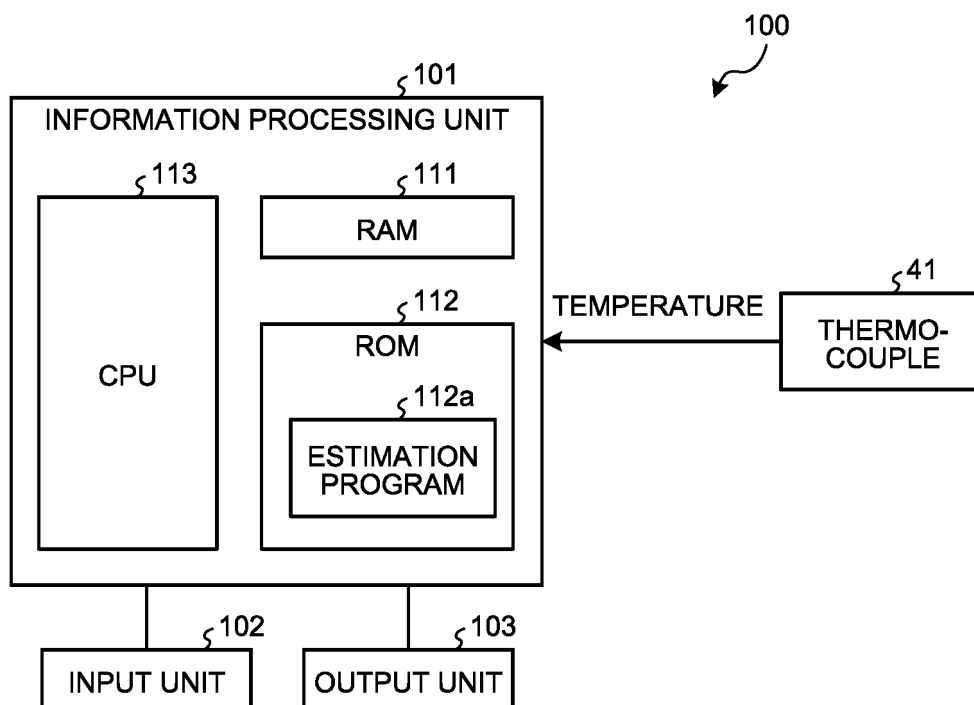 100
101
INFORMATION PROCESSING UNIT
113
111
CPU
RAM
112
ROM
112a
ESTIMATION
PROGRAM
TEMPERATURE
41
THERMO-
COUPLE
102
INPUT UNIT
103
OUTPUT UNIT